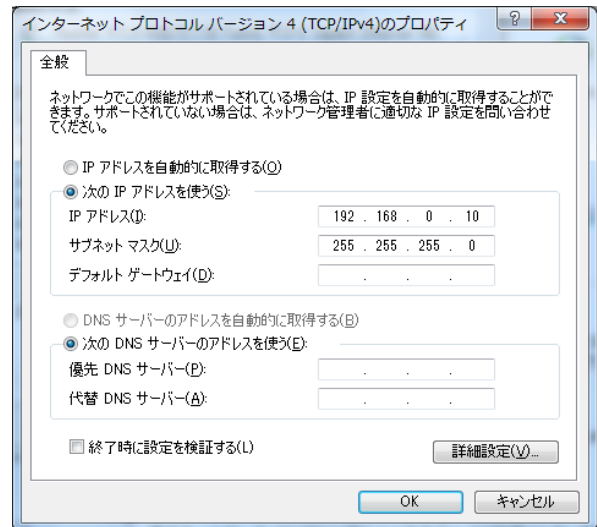 インターネット プロトコル バージョン 4 (TCP/IPv4)のプロパティ
全般
ネットワークでこの機能がサポートされている場合は、IP 設定を自動的に取得することがで
きます。サポートされていない場合は、ネットワーク管理者に適切な IP 設定を問い合わせ
てください。
IP アドレスを自動的に取得する(O)
次の IP アドレスを使う(S):
IP アドレス(I): 192 . 168 . 0 . 10
サブネット マスク(U): 255 . 255 . 255 . 0
デフォルト ゲートウェイ(D): . . .
DNS サーバーのアドレスを自動的に取得する(B)
次の DNS サーバーのアドレスを使う(E):
優先 DNS サーバー(P): . . .
代替 DNS サーバー(A): . . .
終了時に設定を検証する(L)
詳細設定(V)...
OK キャンセル